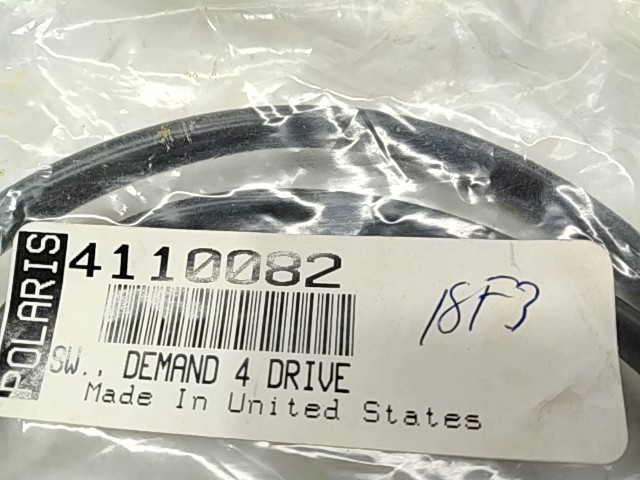 POLARIS
4110082
18F3
SW., DEMAND 4 DRIVE
Made In United States